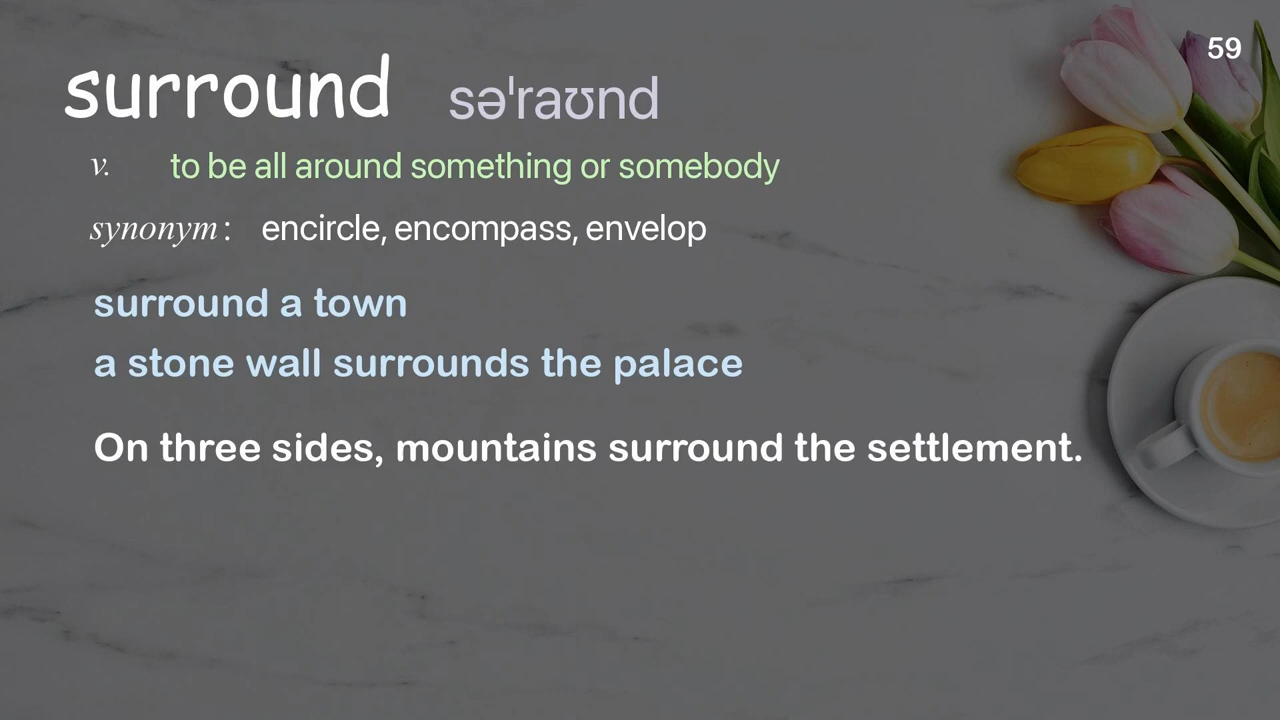 59
surround səˈraʊnd
v. to be all around something or somebody
synonym: encircle, encompass, envelop
surround a town
a stone wall surrounds the palace
On three sides, mountains surround the settlement.